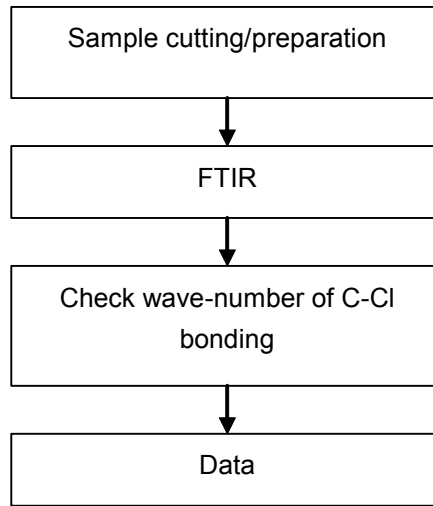 Sample cutting/preparation
FTIR
Check wave-number of C-Cl
bonding
Data